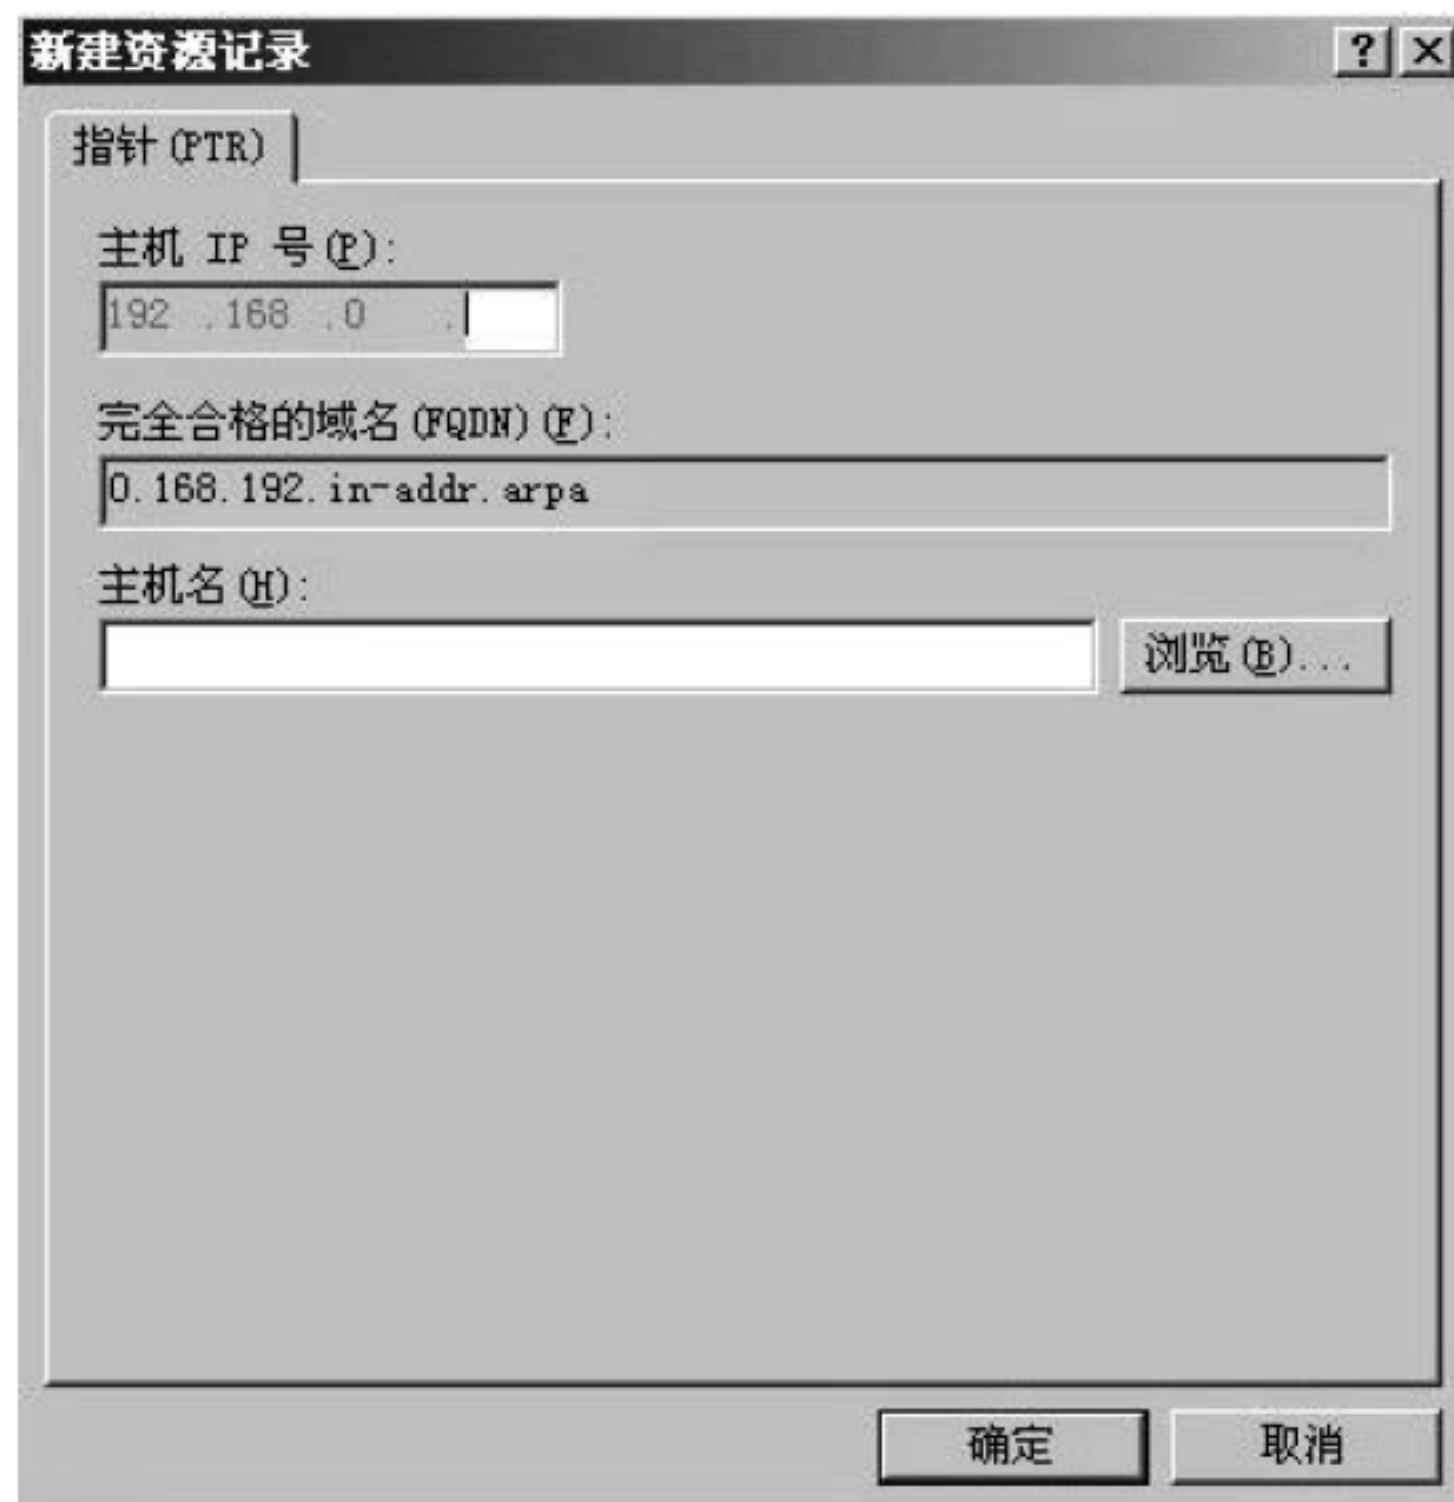 新建资源记录
? ×
指针(PTR)
主机 IP 号(P):
192 .168 .0 .
完全合格的域名(FQDN)(F):
0.168.192.in-addr.arpa
主机名(H):
浏览(B)...
确定 取消